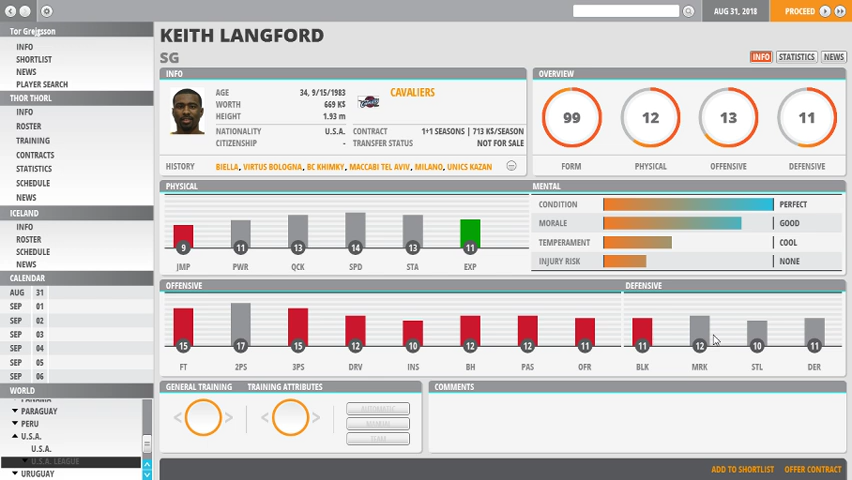 AUG 31, 2018
PROCEED
Tor Grejgsson
INFO
SHORTLIST
NEWS
PLAYER SEARCH
THOR THORL
INFO
ROSTER
TRAINING
CONTRACTS
STATISTICS
SCHEDULE
NEWS
ICELAND
INFO
ROSTER
SCHEDULE
NEWS
CALENDAR
AUG 31
SEP 01
SEP 02
SEP 03
SEP 04
SEP 05
SEP 06
WORLD
PANAMA
PARAGUAY
PERU
U.S.A.
U.S.A.
U.S.A. LEAGUE
URUGUAY
KEITH LANGFORD
SG
INFO STATISTICS NEWS
INFO
AGE 34, 9/15/1983
WORTH 669 K$
HEIGHT 1.93 m
NATIONALITY U.S.A.
CITIZENSHIP -
CAVALIERS
CONTRACT 1+1 SEASONS | 713 K$/SEASON
TRANSFER STATUS NOT FOR SALE
HISTORY BIELLA, VIRTUS BOLOGNA, BC KHIMKY, MACCABI TEL AVIV, MILANO, UNICS KAZAN
OVERVIEW
99 12 13 11
FORM PHYSICAL OFFENSIVE DEFENSIVE
PHYSICAL
9 11 13 14 13 11
JMP PWR QCK SPD STA EXP
MENTAL
CONDITION PERFECT
MORALE GOOD
TEMPERAMENT COOL
INJURY RISK NONE
OFFENSIVE
15 17 15 12 10 12 12 11
FT 2PS 3PS DRV INS BH PAS OFR
DEFENSIVE
11 12 10 11
BLK MRK STL DER
GENERAL TRAINING
TRAINING ATTRIBUTES
MANUAL
TEAM
COMMENTS
ADD TO SHORTLIST OFFER CONTRACT